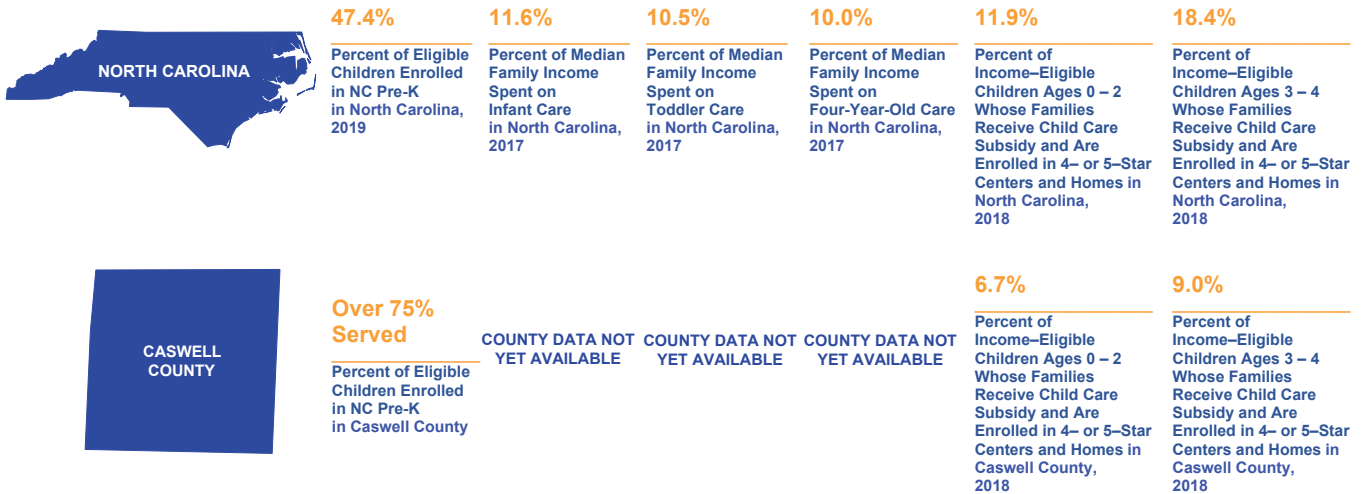 NORTH CAROLINA
47.4%
Percent of Eligible
Children Enrolled
in NC Pre-K
in North Carolina,
2019
11.6%
Percent of Median
Family Income
Spent on
Infant Care
in North Carolina,
2017
10.5%
Percent of Median
Family Income
Spent on
Toddler Care
in North Carolina,
2017
10.0%
Percent of Median
Family Income
Spent on
Four-Year-Old Care
in North Carolina,
2017
11.9%
Percent of
Income–Eligible
Children Ages 0 – 2
Whose Families
Receive Child Care
Subsidy and Are
Enrolled in 4– or 5–Star
Centers and Homes in
North Carolina,
2018
18.4%
Percent of
Income–Eligible
Children Ages 3 – 4
Whose Families
Receive Child Care
Subsidy and Are
Enrolled in 4– or 5–Star
Centers and Homes in
North Carolina,
2018
CASWELL
COUNTY
Over 75%
Served
Percent of Eligible
Children Enrolled
in NC Pre-K
in Caswell County
COUNTY DATA NOT
YET AVAILABLE
COUNTY DATA NOT
YET AVAILABLE
COUNTY DATA NOT
YET AVAILABLE
6.7%
Percent of
Income–Eligible
Children Ages 0 – 2
Whose Families
Receive Child Care
Subsidy and Are
Enrolled in 4– or 5–Star
Centers and Homes in
Caswell County,
2018
9.0%
Percent of
Income–Eligible
Children Ages 3 – 4
Whose Families
Receive Child Care
Subsidy and Are
Enrolled in 4– or 5–Star
Centers and Homes in
Caswell County,
2018